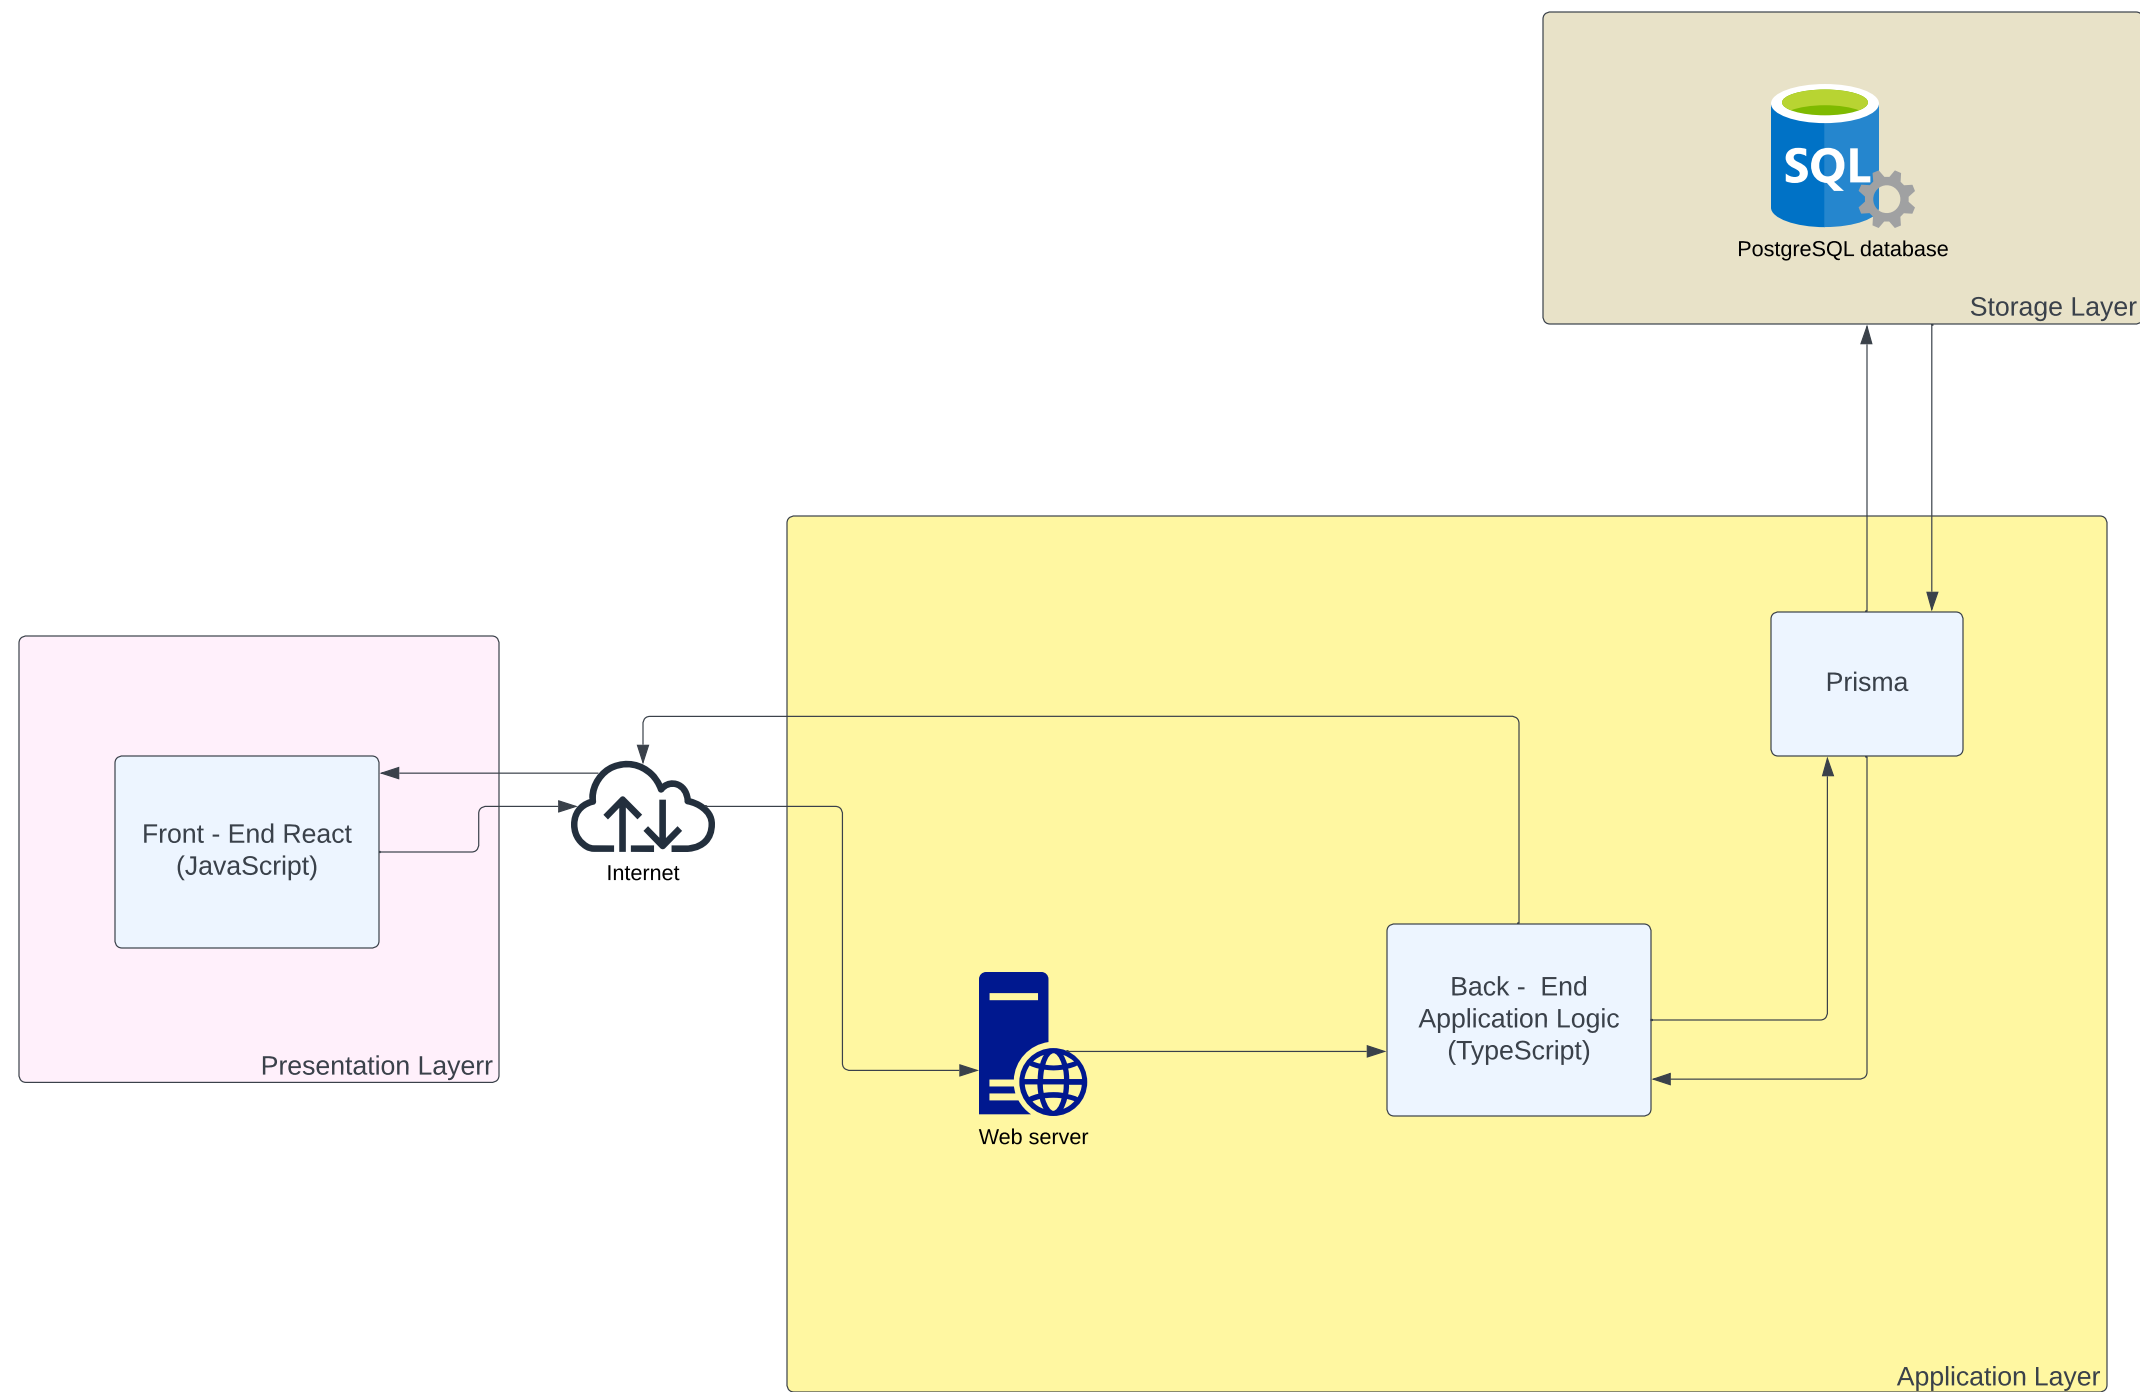 SQL
PostgreSQL database
Storage Layer
Prisma
Front - End React
(JavaScript)
Internet
Presentation Layerr
Back -  End
Application Logic
(TypeScript)
Web server
Application Layer